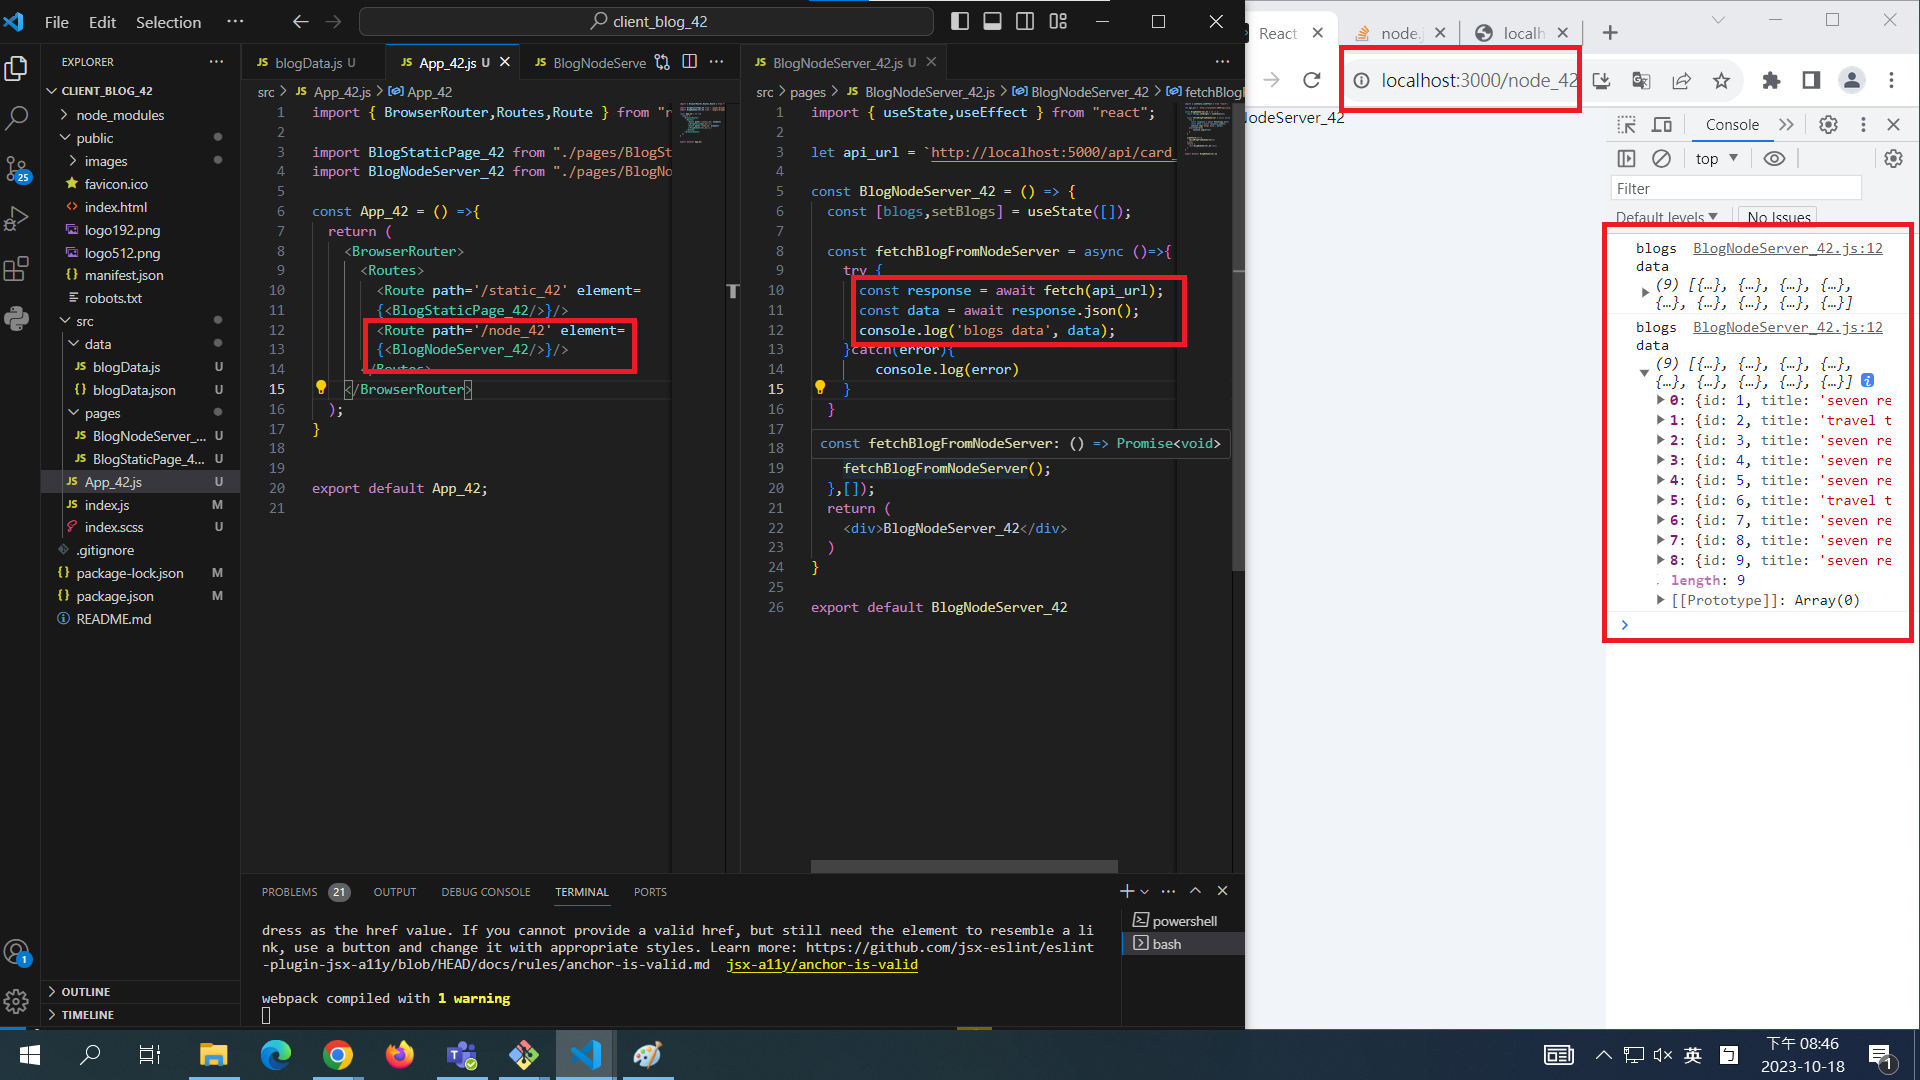 File Edit Selection ···
client_blog_42
EXPLORER ···
CLIENT_BLOG_42
node_modules
public
images
favicon.ico
index.html
logo192.png
logo512.png
manifest.json
robots.txt
src
data
blogData.js U
blogData.json U
pages
BlogNodeServer_... U
BlogStaticPage_4... U
App_42.js U
index.js M
index.scss U
.gitignore
package-lock.json M
package.json M
README.md
OUTLINE
TIMELINE
25
1
JS blogData.js U
JS App_42.js U
JS BlogNodeServe
src > JS App_42.js > App_42
1 import { BrowserRouter,Routes,Route } from "r
2
3 import BlogStaticPage_42 from "./pages/BlogSt
4 import BlogNodeServer_42 from "./pages/BlogNo
5
6 const App_42 = () =>{
7 return (
8 <BrowserRouter>
9 <Routes>
10 <Route path='/static_42' element=
11 {<BlogStaticPage_42/>}/>
12 <Route path='/node_42' element=
13 {<BlogNodeServer_42/>}/>
14 </Routes>
15 </BrowserRouter>
16 );
17 }
18
19
20 export default App_42;
21
JS BlogNodeServer_42.js U
src > pages > JS BlogNodeServer_42.js > BlogNodeServer_42 > fetchBlogI
1 import { useState,useEffect } from "react";
2
3 let api_url = `http://localhost:5000/api/card_
4
5 const BlogNodeServer_42 = () => {
6 const [blogs,setBlogs] = useState([]);
7
8 const fetchBlogFromNodeServer = async ()=>{
9 try {
10 const response = await fetch(api_url);
11 const data = await response.json();
12 console.log('blogs data', data);
13 }catch(error){
14 console.log(error)
15 }
16 }
17
18 const fetchBlogFromNodeServer: () => Promise<void>
19 fetchBlogFromNodeServer();
20 },[]);
21 return (
22 <div>BlogNodeServer_42</div>
23 )
24 }
25
26 export default BlogNodeServer_42
PROBLEMS 21 OUTPUT DEBUG CONSOLE TERMINAL PORTS
dress as the href value. If you cannot provide a valid href, but still need the element to resemble a li
nk, use a button and change it with appropriate styles. Learn more: https://github.com/jsx-eslint/eslint
-plugin-jsx-a11y/blob/HEAD/docs/rules/anchor-is-valid.md jsx-a11y/anchor-is-valid
webpack compiled with 1 warning
powershell
bash
React
node.j
localh
localhost:3000/node_42
NodeServer_42
Console
top
Filter
Default levels No Issues
blogs BlogNodeServer_42.js:12
data
(9) [{…}, {…}, {…}, {…},
{…}, {…}, {…}, {…}, {…}]
blogs BlogNodeServer_42.js:12
data
(9) [{…}, {…}, {…}, {…},
{…}, {…}, {…}, {…}, {…}]
0: {id: 1, title: 'seven re
1: {id: 2, title: 'travel t
2: {id: 3, title: 'seven re
3: {id: 4, title: 'seven re
4: {id: 5, title: 'seven re
5: {id: 6, title: 'travel t
6: {id: 7, title: 'seven re
7: {id: 8, title: 'seven re
8: {id: 9, title: 'seven re
length: 9
[[Prototype]]: Array(0)
英
ㄅ
下午 08:46
2023-10-18
1